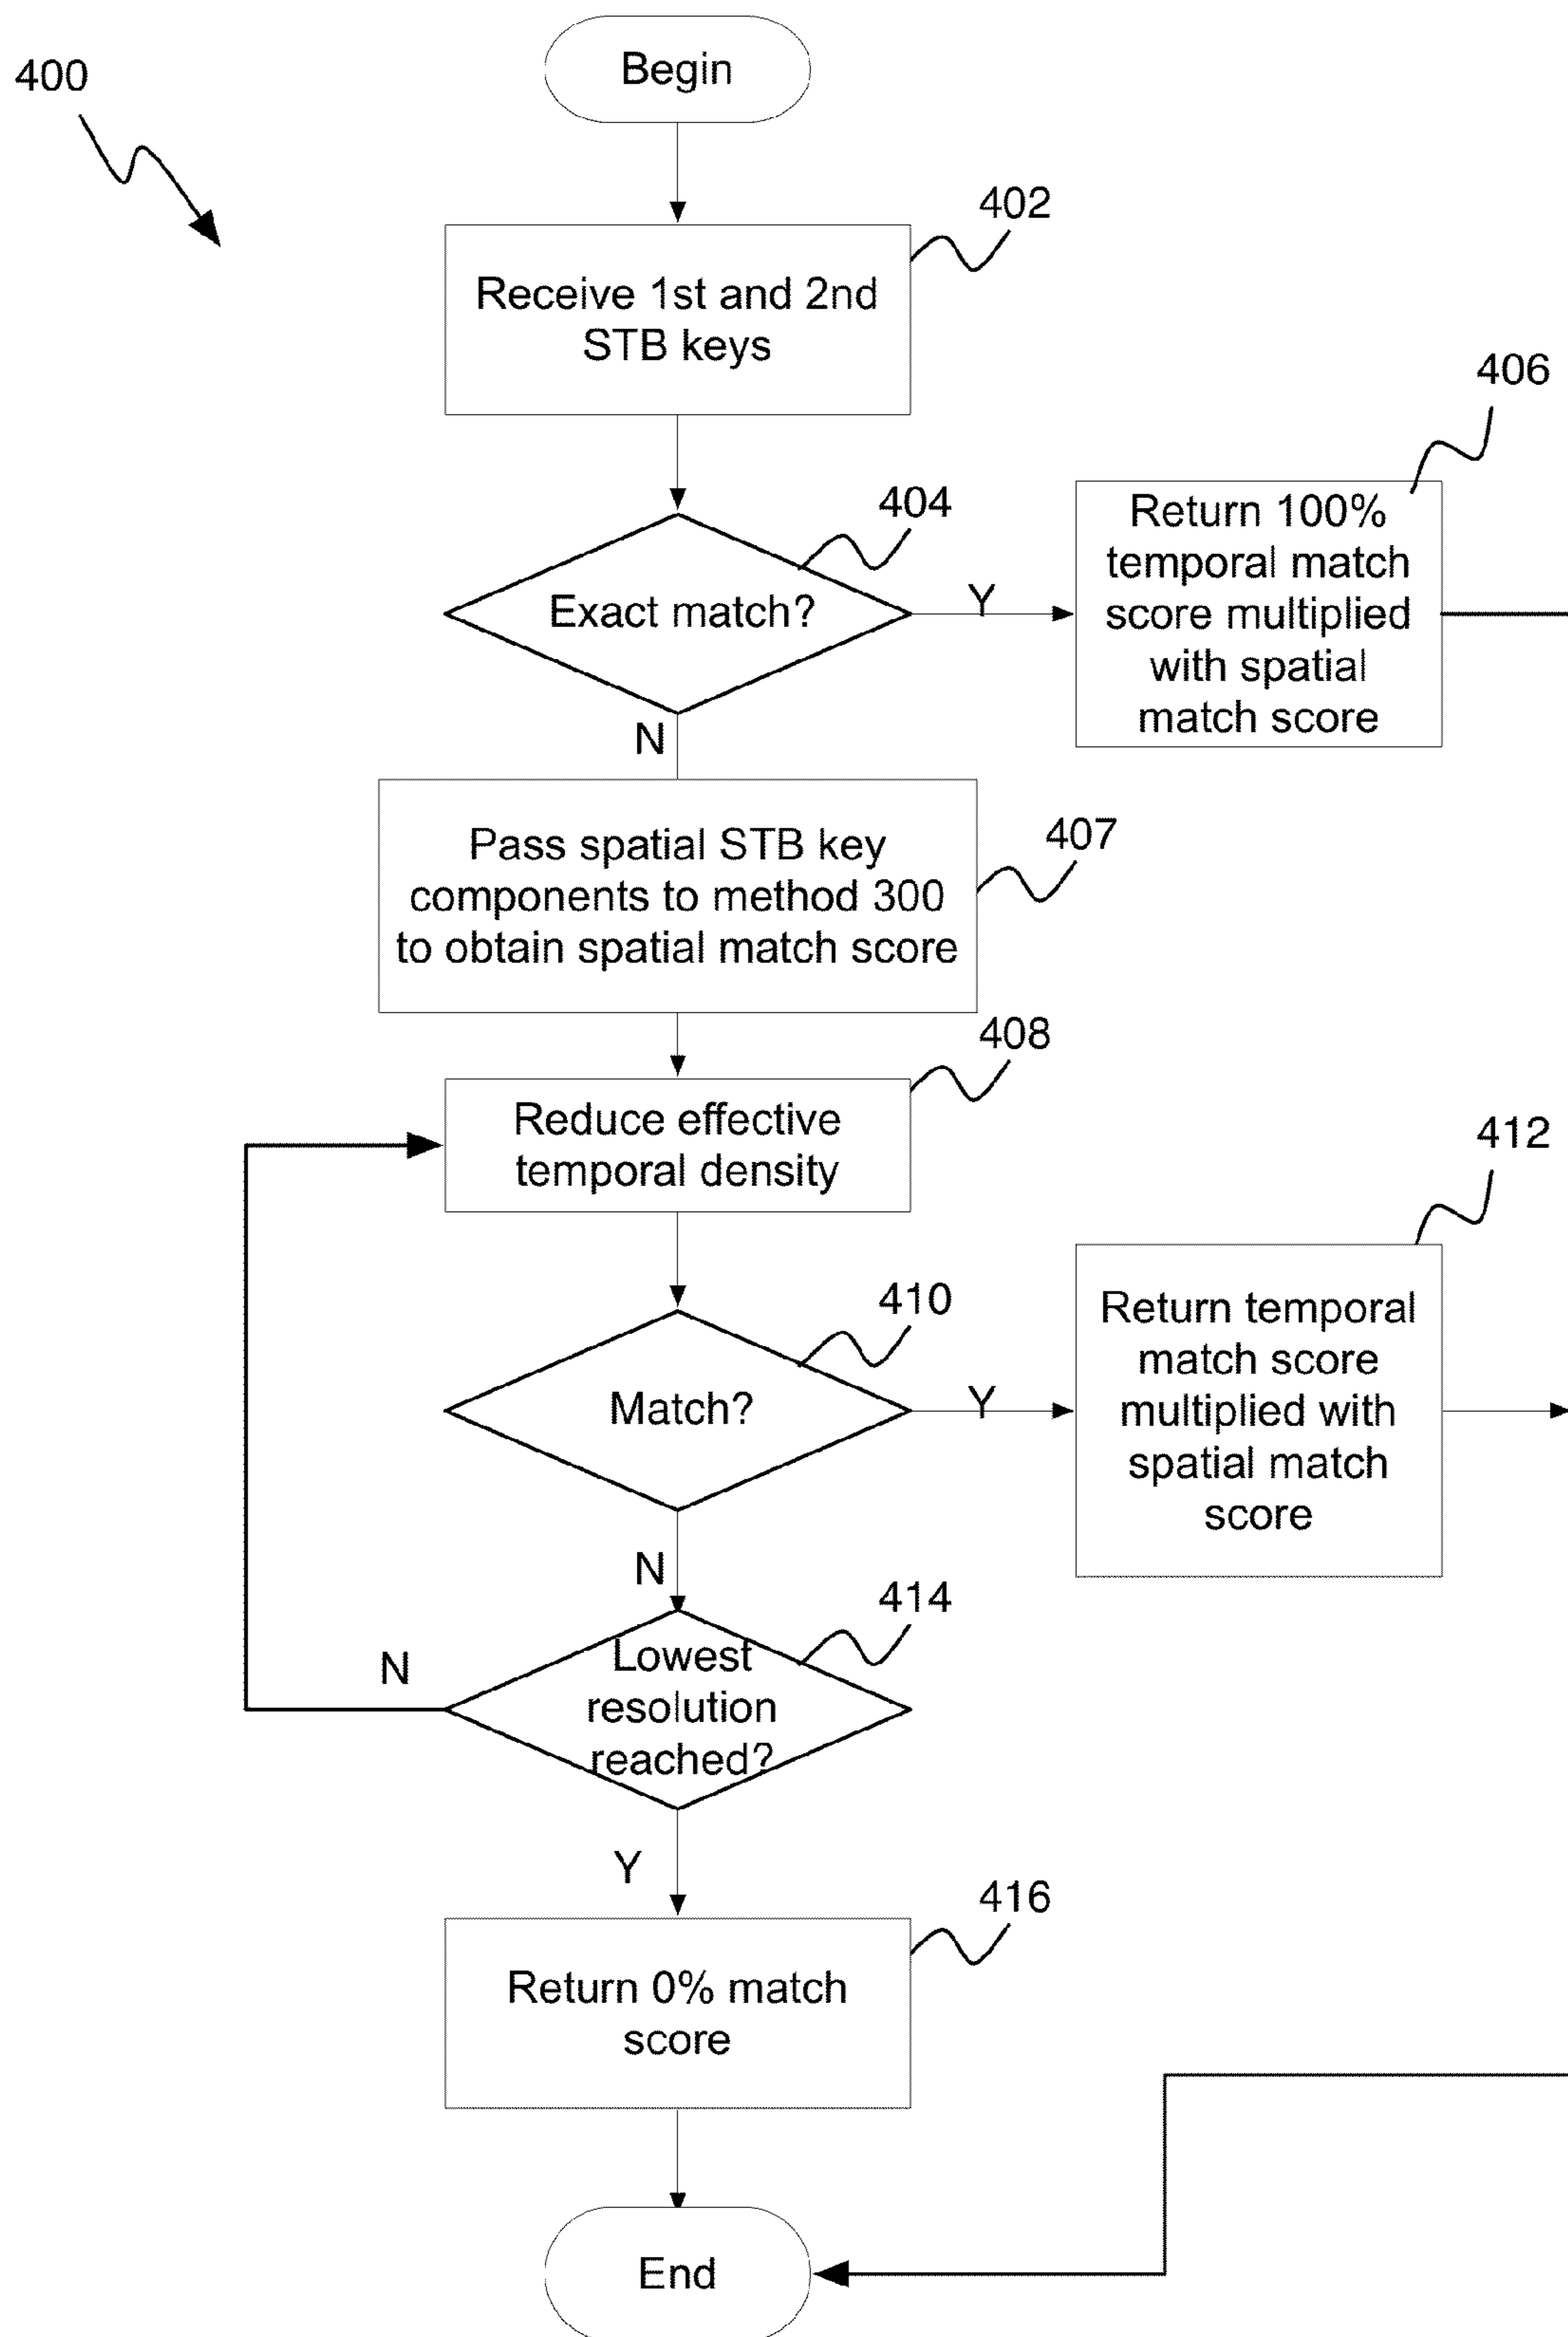 Begin
400
402
Receive 1st and 2nd
STB keys
406
404
Exact match?
Y
Return 100%
temporal match
score multiplied
with spatial
match score
N
Pass spatial STB key
components to method 300
to obtain spatial match score
407
408
Reduce effective
temporal density
412
410
Match?
Y
Return temporal
match score
multiplied with
spatial match
score
N
414
Lowest
resolution
reached?
N
Y
416
Return 0% match
score
End